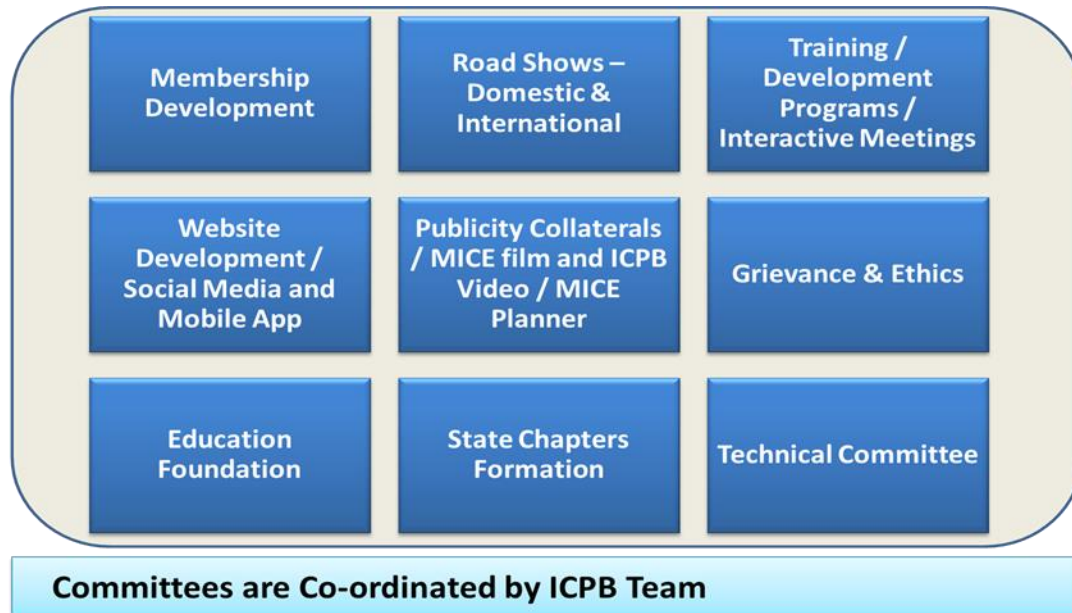 Membership
Development
Road Shows –
Domestic &
International
Training /
Development
Programs /
Interactive Meetings
Website
Development /
Social Media and
Mobile App
Publicity Collaterals
/ MICE film and ICPB
Video / MICE
Planner
Grievance & Ethics
Education
Foundation
State Chapters
Formation
Technical Committee
Committees are Co-ordinated by ICPB Team